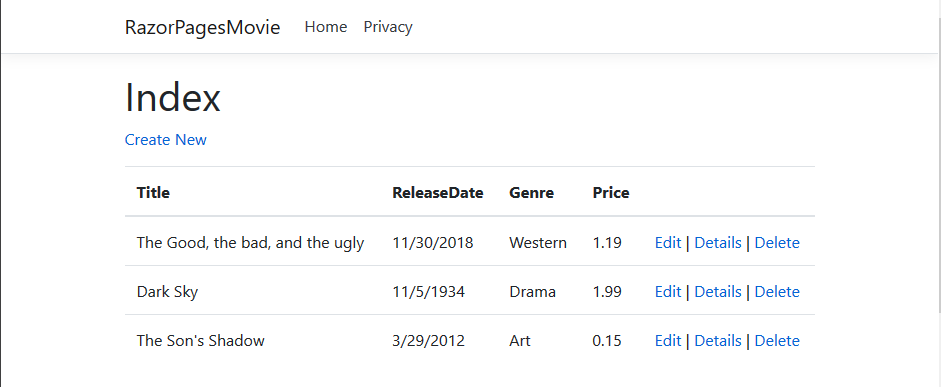 RazorPagesMovie Home Privacy
Index
Create New
Title ReleaseDate Genre Price
The Good, the bad, and the ugly 11/30/2018 Western 1.19 Edit | Details | Delete
Dark Sky 11/5/1934 Drama 1.99 Edit | Details | Delete
The Son's Shadow 3/29/2012 Art 0.15 Edit | Details | Delete